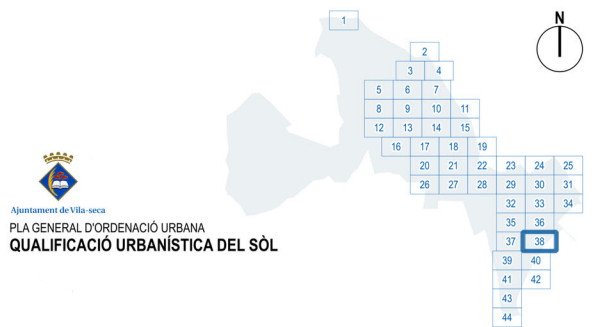 N
1
2
3 4
5 6 7
8 9 10 11
12 13 14 15
16 17 18 19
20 21 22 23 24 25
26 27 28 29 30 31
32 33 34
35 36
37 38
39 40
41 42
43
44
Ajuntament de Vila-seca
PLA GENERAL D'ORDENACIÓ URBANA
QUALIFICACIÓ URBANÍSTICA DEL SÒL